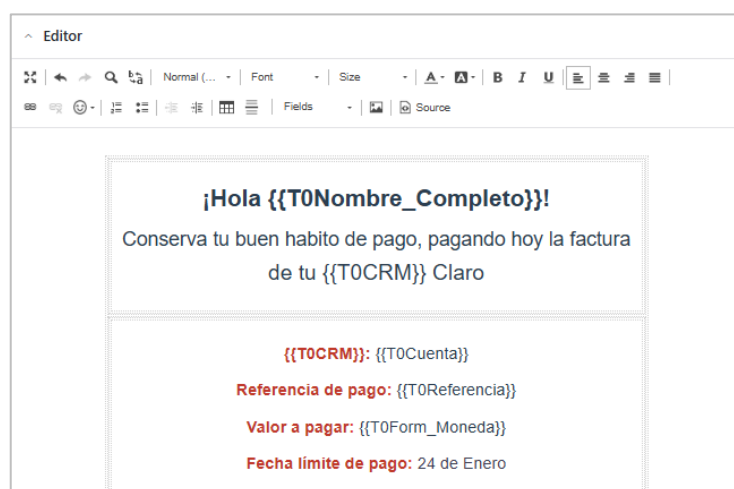 Editor
Normal (... Font Size A A B I U
Fields Source
¡Hola {{T0Nombre_Completo}}!
Conserva tu buen habito de pago, pagando hoy la factura
de tu {{T0CRM}} Claro
{{T0CRM}}: {{T0Cuenta}}
Referencia de pago: {{T0Referencia}}
Valor a pagar: {{T0Form_Moneda}}
Fecha límite de pago: 24 de Enero